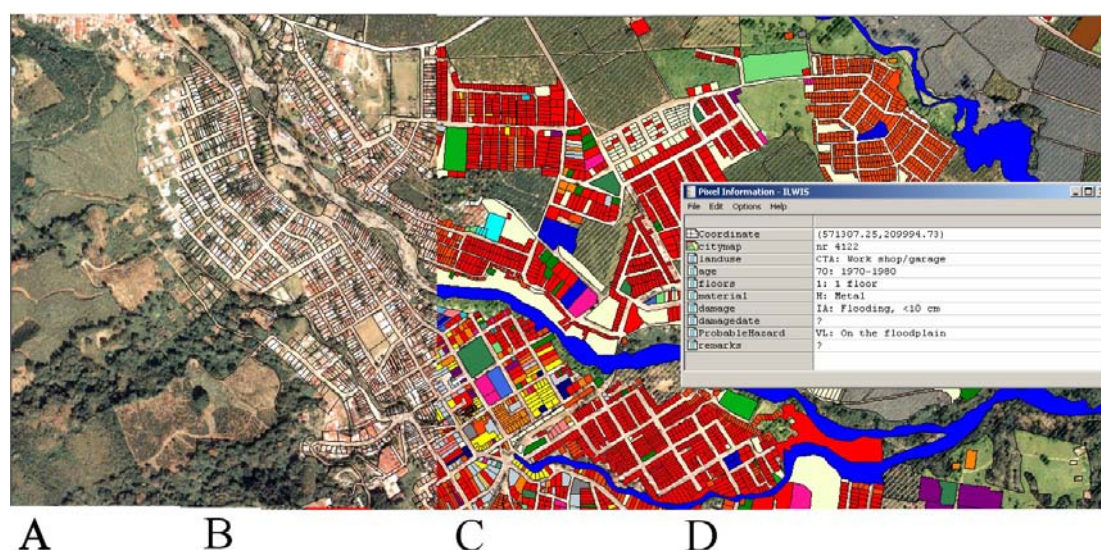 Pixel Information - ILWIS
File Edit Options Help
Coordinate (571307.25,209994.73)
citymap nr 4122
landuse CTA: Work shop/garage
age 70: 1970-1980
floors 1: 1 floor
material H: Metal
damage IA: Flooding, <10 cm
damagedate ?
ProbableHazard VL: On the floodplain
remarks ?
A B C D